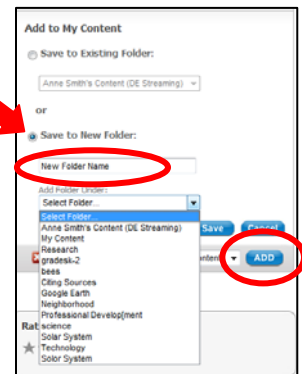 Add to My Content
Save to Existing Folder:
Anne Smith's Content (DE Streaming)
or
Save to New Folder:
New Folder Name
Add Folder Under:
Select Folder...
Select Folder...
Anne Smith's Content (DE Streaming)
My Content
Save Cancel
Research
gradesk-2
ADD
bees
Citing Sources
Google Earth
Neighborhood
Professional Develop[ment
science
Solar System
Technology
Solor System